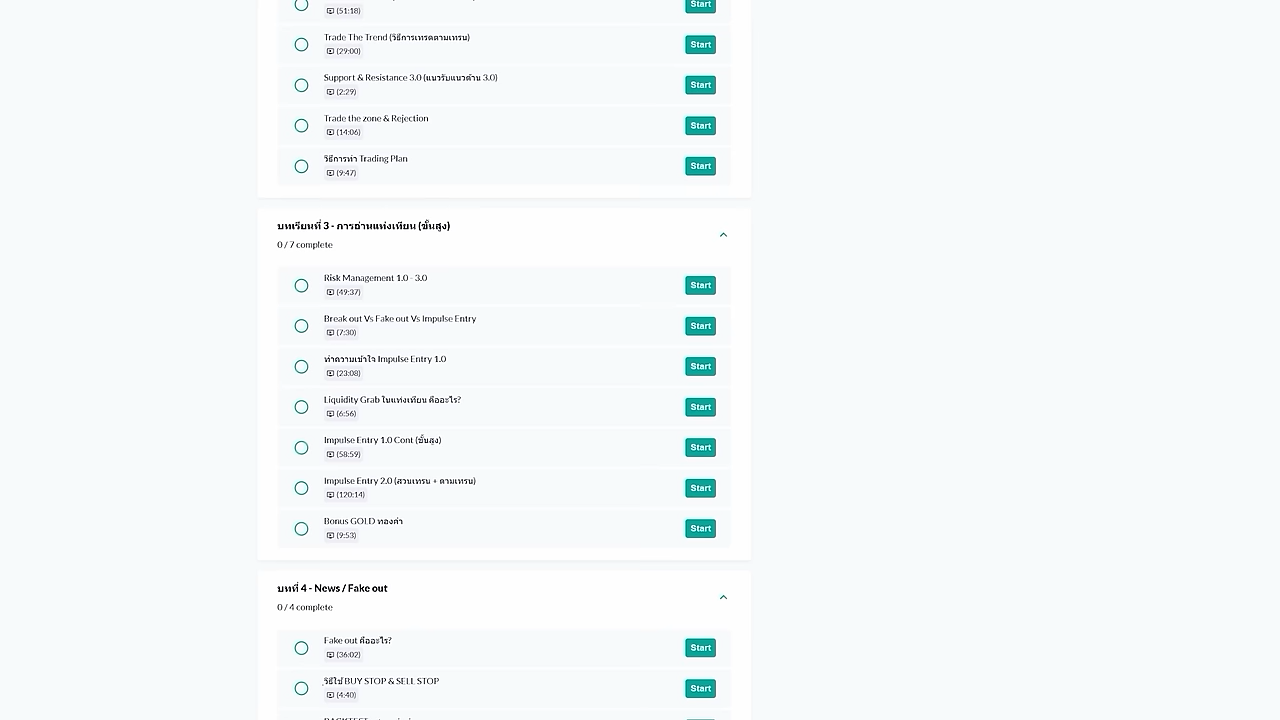 (51:18)
Start
Trade The Trend (วิธีการเทรดตามเทรน)
(29:00)
Start
Support & Resistance 3.0 (แนวรับแนวต้าน 3.0)
(2:29)
Start
Trade the zone & Rejection
(14:06)
Start
วิธีการทำ Trading Plan
(9:47)
Start
บทเรียนที่ 3 - การอ่านแท่งเทียน (ขั้นสูง)
0 / 7 complete
Risk Management 1.0 - 3.0
(49:37)
Start
Break out Vs Fake out Vs Impulse Entry
(7:30)
Start
ทำความเข้าใจ Impulse Entry 1.0
(23:08)
Start
Liquidity Grab ในแท่งเทียน คืออะไร?
(6:56)
Start
Impulse Entry 1.0 Cont (ขั้นสูง)
(58:59)
Start
Impulse Entry 2.0 (สวนเทรน + ตามเทรน)
(120:14)
Start
Bonus GOLD ทองคำ
(9:53)
Start
บทที่ 4 - News / Fake out
0 / 4 complete
Fake out คืออะไร?
(36:02)
Start
วิธีใช้ BUY STOP & SELL STOP
(4:40)
Start